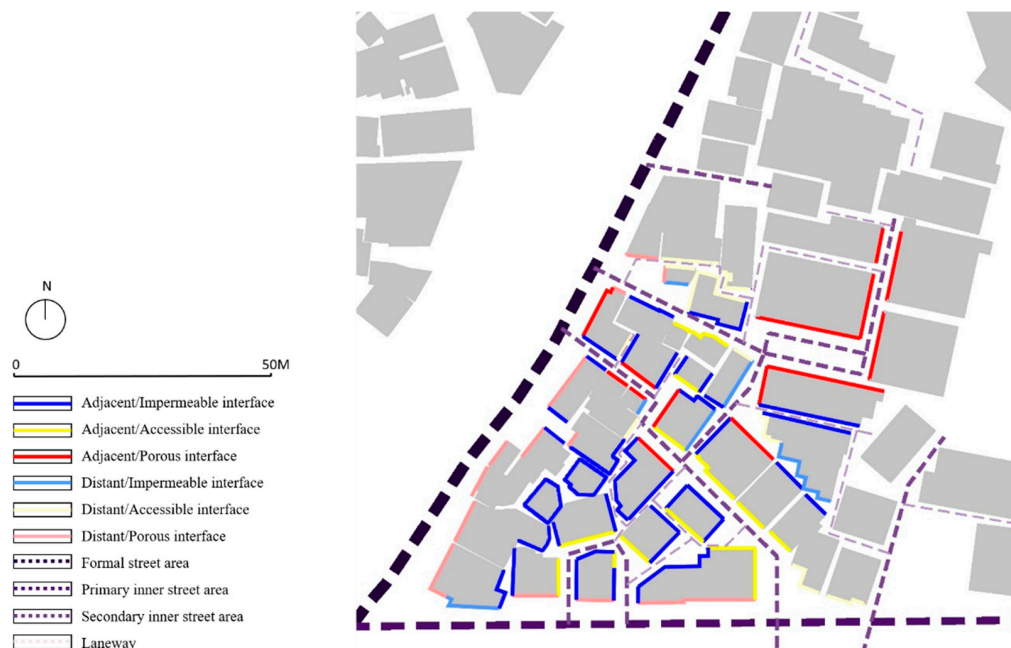 N
0 50M
Adjacent/Impermeable interface
Adjacent/Accessible interface
Adjacent/Porous interface
Distant/Impermeable interface
Distant/Accessible interface
Distant/Porous interface
Formal street area
Primary inner street area
Secondary inner street area
Laneway